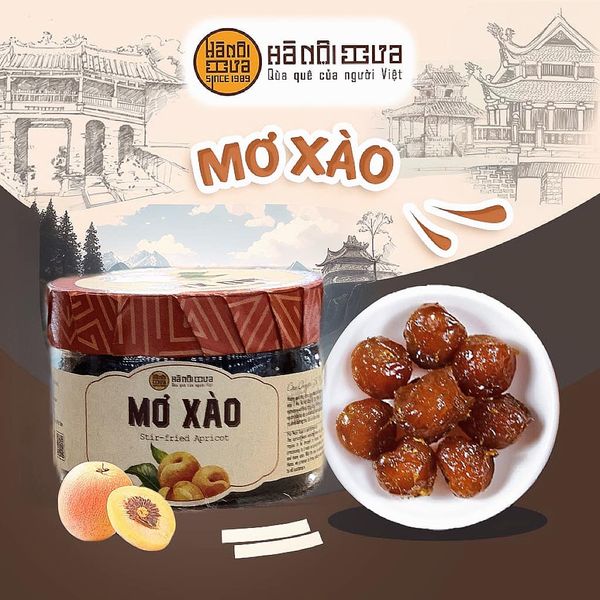 HÀ NỘI
XƯA
SINCE 1989
HÀ NỘI XƯA
Qùa quê của người Việt
MƠ XÀO
HÀ NỘI XƯA
MƠ XÀO
Stir-fried Apricot